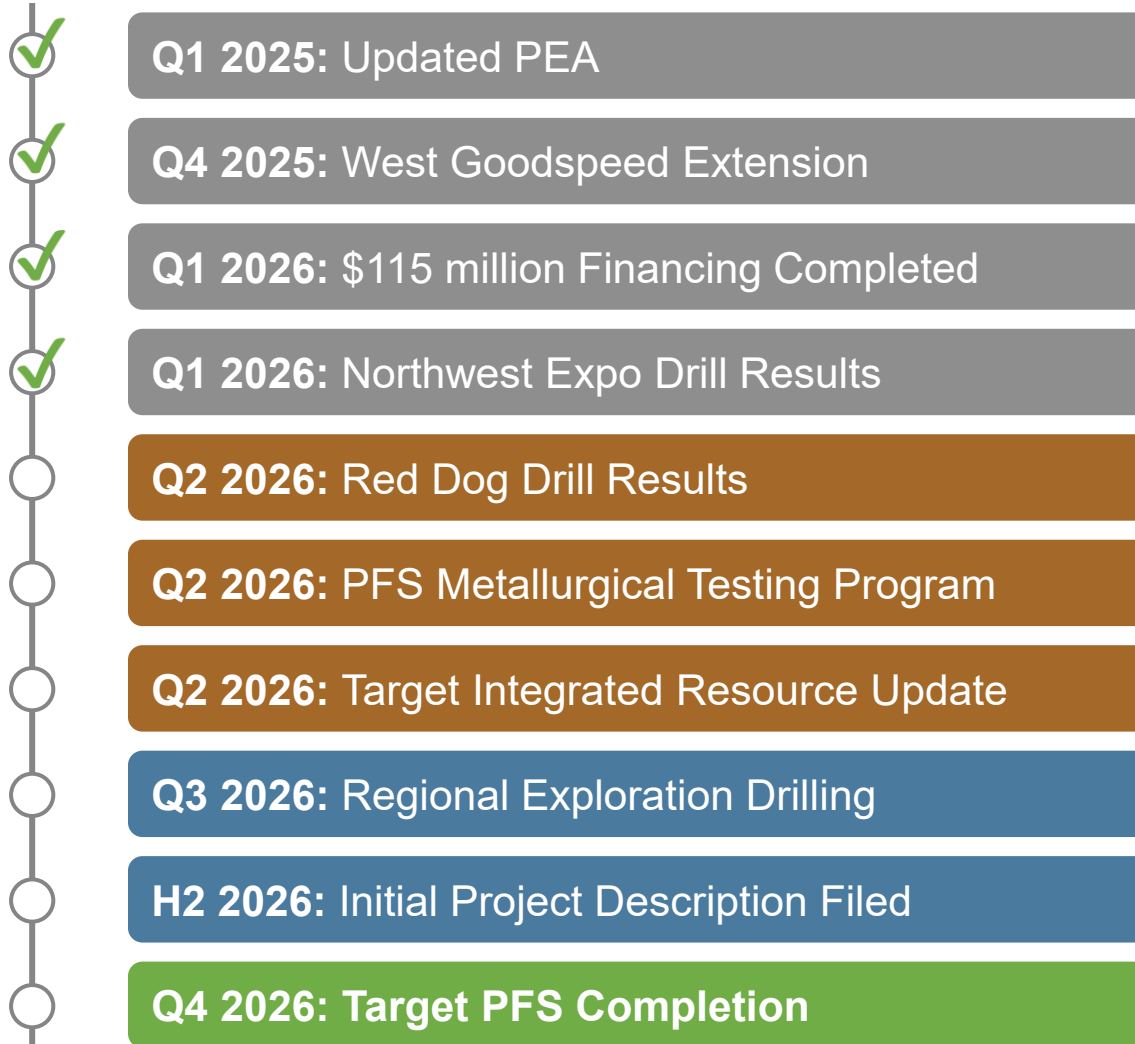 Q1 2025: Updated PEA
Q4 2025: West Goodspeed Extension
Q1 2026: $115 million Financing Completed
Q1 2026: Northwest Expo Drill Results
Q2 2026: Red Dog Drill Results
Q2 2026: PFS Metallurgical Testing Program
Q2 2026: Target Integrated Resource Update
Q3 2026: Regional Exploration Drilling
H2 2026: Initial Project Description Filed
Q4 2026: Target PFS Completion